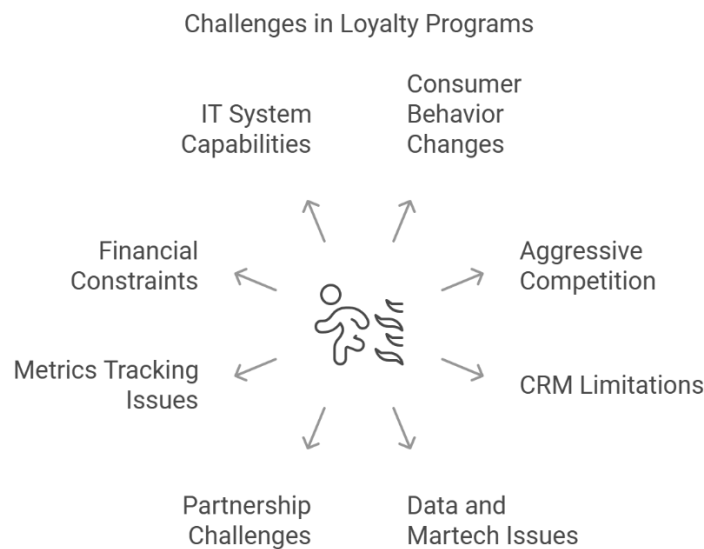 Challenges in Loyalty Programs
IT System
Capabilities
Consumer
Behavior
Changes
Financial
Constraints
Aggressive
Competition
Metrics Tracking
Issues
CRM Limitations
Partnership
Challenges
Data and
Martech Issues